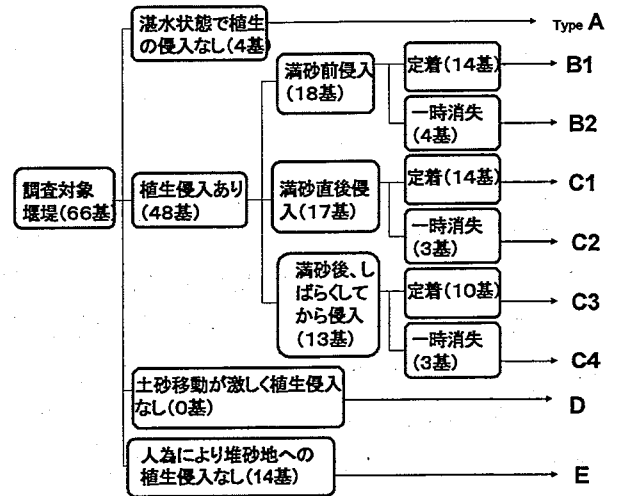 湛水状態で植生
の侵入なし(4基)
Type A
満砂前侵入
(18基)
定着(14基)
B1
一時消失
(4基)
B2
調査対象
堰堤(66基)
植生侵入あり
(48基)
満砂直後侵
入(17基)
定着(14基)
C1
一時消失
(3基)
C2
満砂後、し
ばらくして
から侵入
(13基)
定着(10基)
C3
一時消失
(3基)
C4
土砂移動が激しく植生侵入
なし(0基)
D
人為により堆砂地への
植生侵入なし(14基)
E